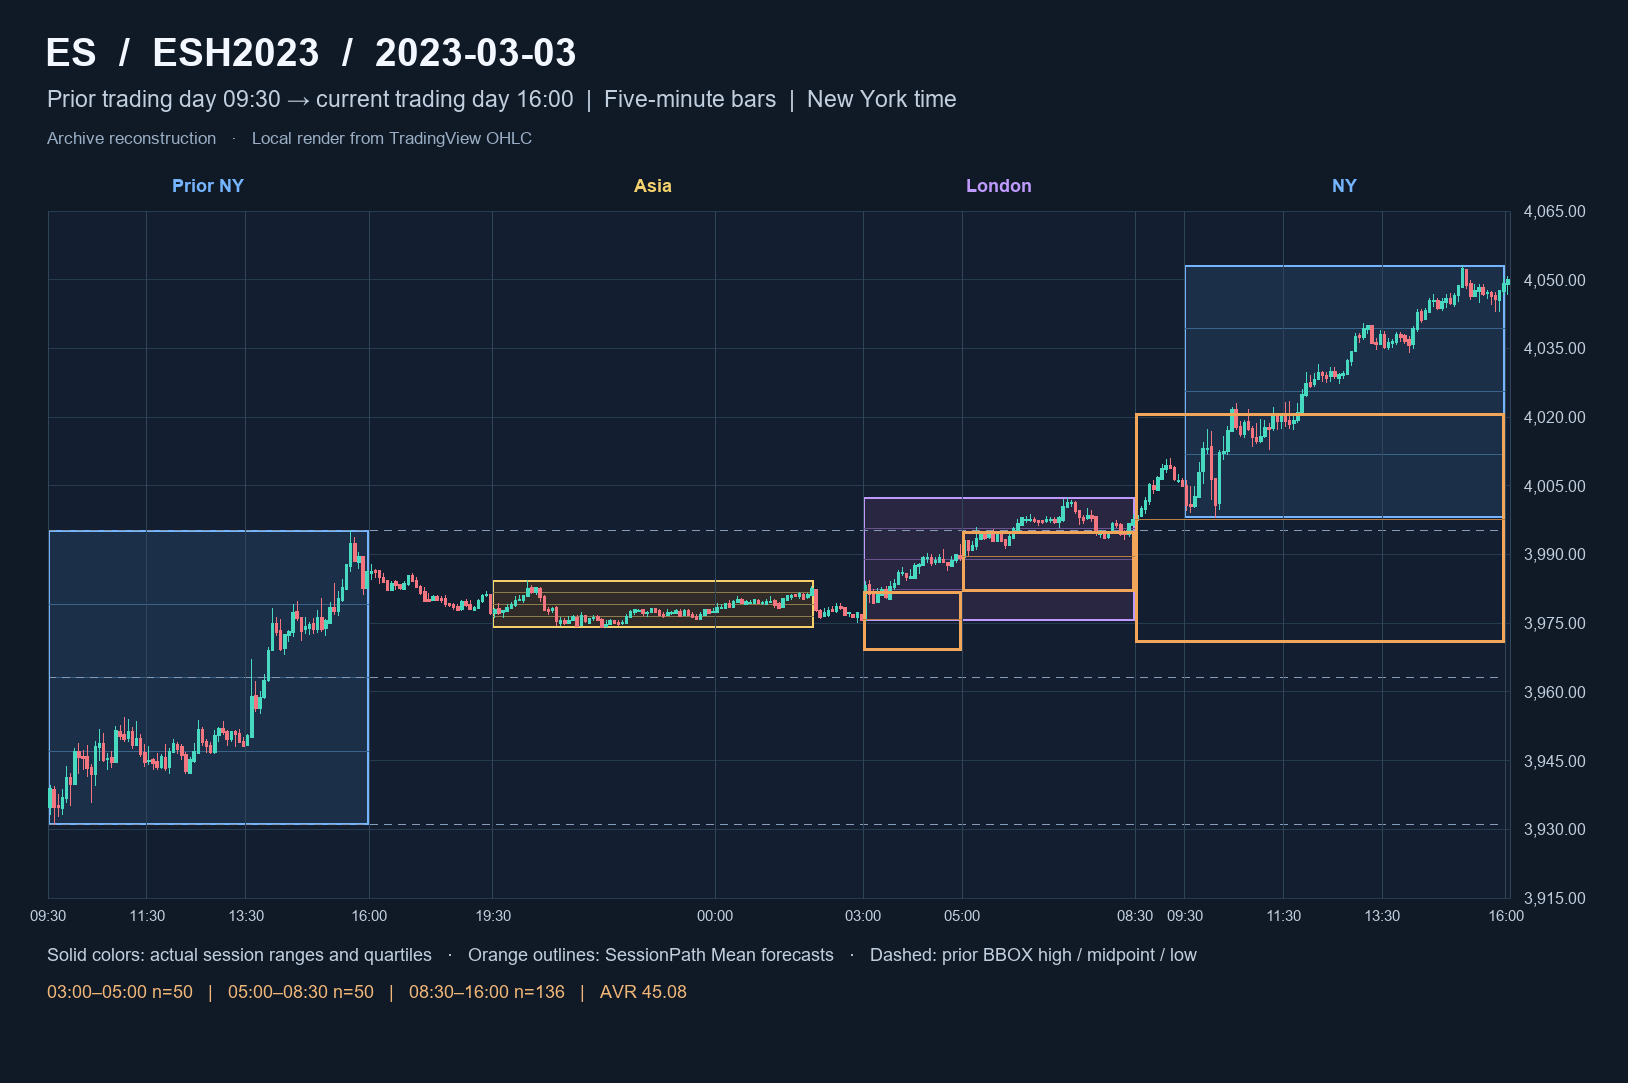 ES / ESH2023 / 2023-03-03
Prior trading day 09:30 → current trading day 16:00 | Five-minute bars | New York time
Archive reconstruction · Local render from TradingView OHLC
Prior NY Asia London NY
4,065.00
4,050.00
4,035.00
4,020.00
4,005.00
3,990.00
3,975.00
3,960.00
3,945.00
3,930.00
3,915.00
09:30 11:30 13:30 16:00 19:30 00:00 03:00 05:00 08:30 09:30 11:30 13:30 16:00
Solid colors: actual session ranges and quartiles · Orange outlines: SessionPath Mean forecasts · Dashed: prior BBOX high / midpoint / low
03:00–05:00 n=50 | 05:00–08:30 n=50 | 08:30–16:00 n=136 | AVR 45.08